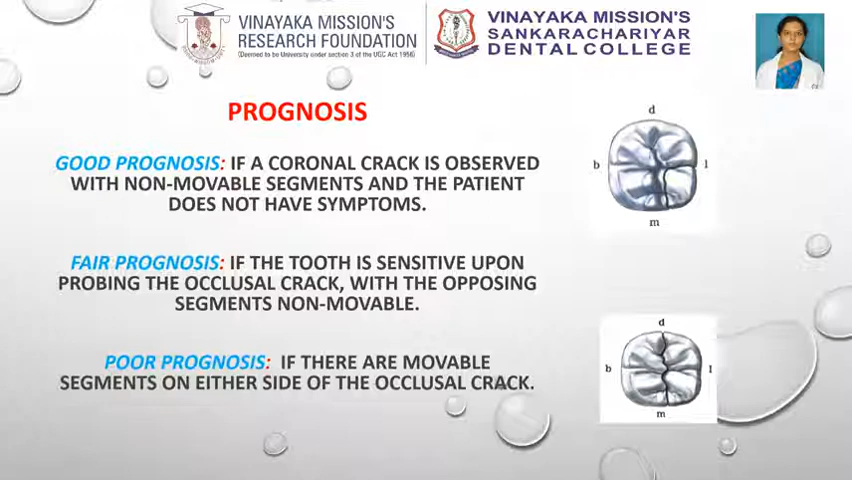 VINAYAKA MISSION'S
RESEARCH FOUNDATION
(Deemed to be University under section 3 of the UGC Act 1956)
VINAYAKA MISSION'S
SANKARACHARIYAR
DENTAL COLLEGE
PROGNOSIS
GOOD PROGNOSIS: IF A CORONAL CRACK IS OBSERVED
WITH NON-MOVABLE SEGMENTS AND THE PATIENT
DOES NOT HAVE SYMPTOMS.
FAIR PROGNOSIS: IF THE TOOTH IS SENSITIVE UPON
PROBING THE OCCLUSAL CRACK, WITH THE OPPOSING
SEGMENTS NON-MOVABLE.
POOR PROGNOSIS: IF THERE ARE MOVABLE
SEGMENTS ON EITHER SIDE OF THE OCCLUSAL CRACK.
d
b l
m
d
b l
m